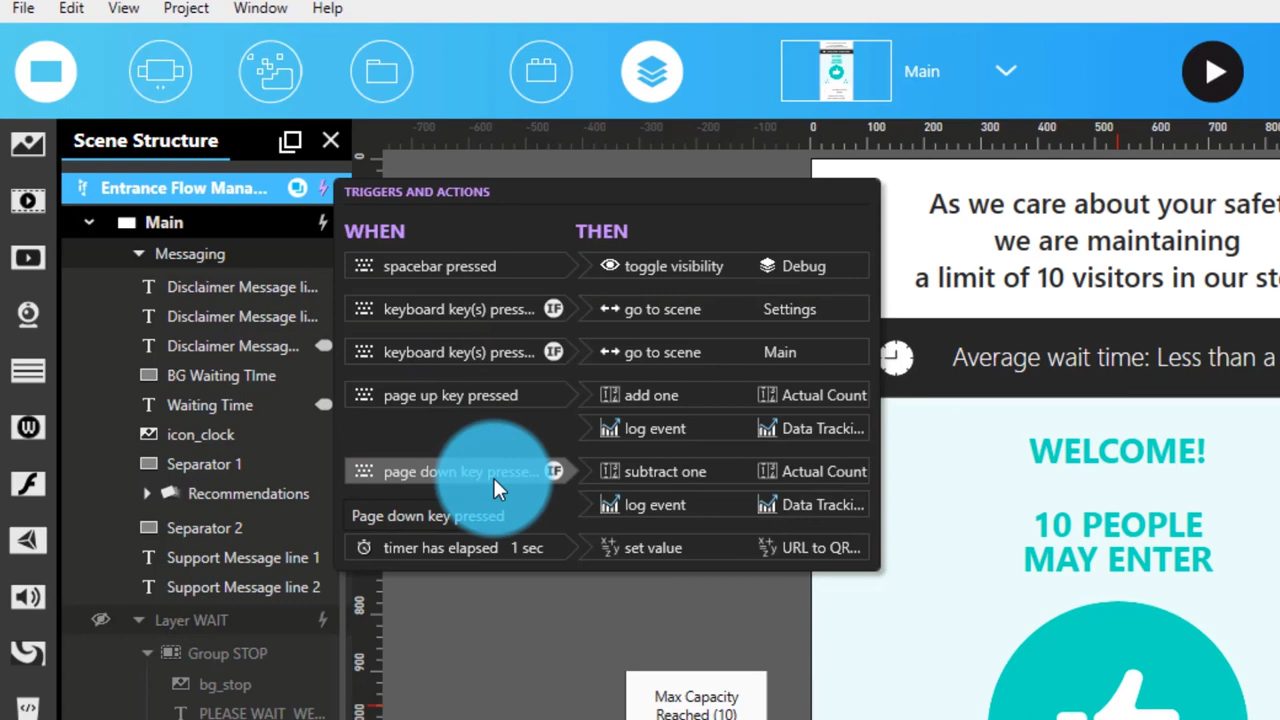 File Edit View Project Window Help
Main
-700 -600 -500 -400 -300 -200 -100 0 100 200 300 400 500 600 700 800
Scene Structure
Entrance Flow Mana...
Main
Messaging
Disclaimer Message li...
Disclaimer Message li...
Disclaimer Messag...
BG Waiting TIme
Waiting Time
icon_clock
Separator 1
Recommendations
Separator 2
Support Message line 1
Support Message line 2
Layer WAIT
Group STOP
bg_stop
PLEASE WAIT WE...
TRIGGERS AND ACTIONS
WHEN THEN
spacebar pressed toggle visibility Debug
keyboard key(s) press... IF go to scene Settings
keyboard key(s) press... IF go to scene Main
page up key pressed add one Actual Count
log event Data Tracki...
page down key presse... IF subtract one Actual Count
log event Data Tracki...
Page down key pressed
timer has elapsed 1 sec set value URL to QR...
0
800
900
As we care about your safet
we are maintaining
a limit of 10 visitors in our sto
Average wait time: Less than a
WELCOME!
10 PEOPLE
MAY ENTER
Max Capacity
Reached (10)